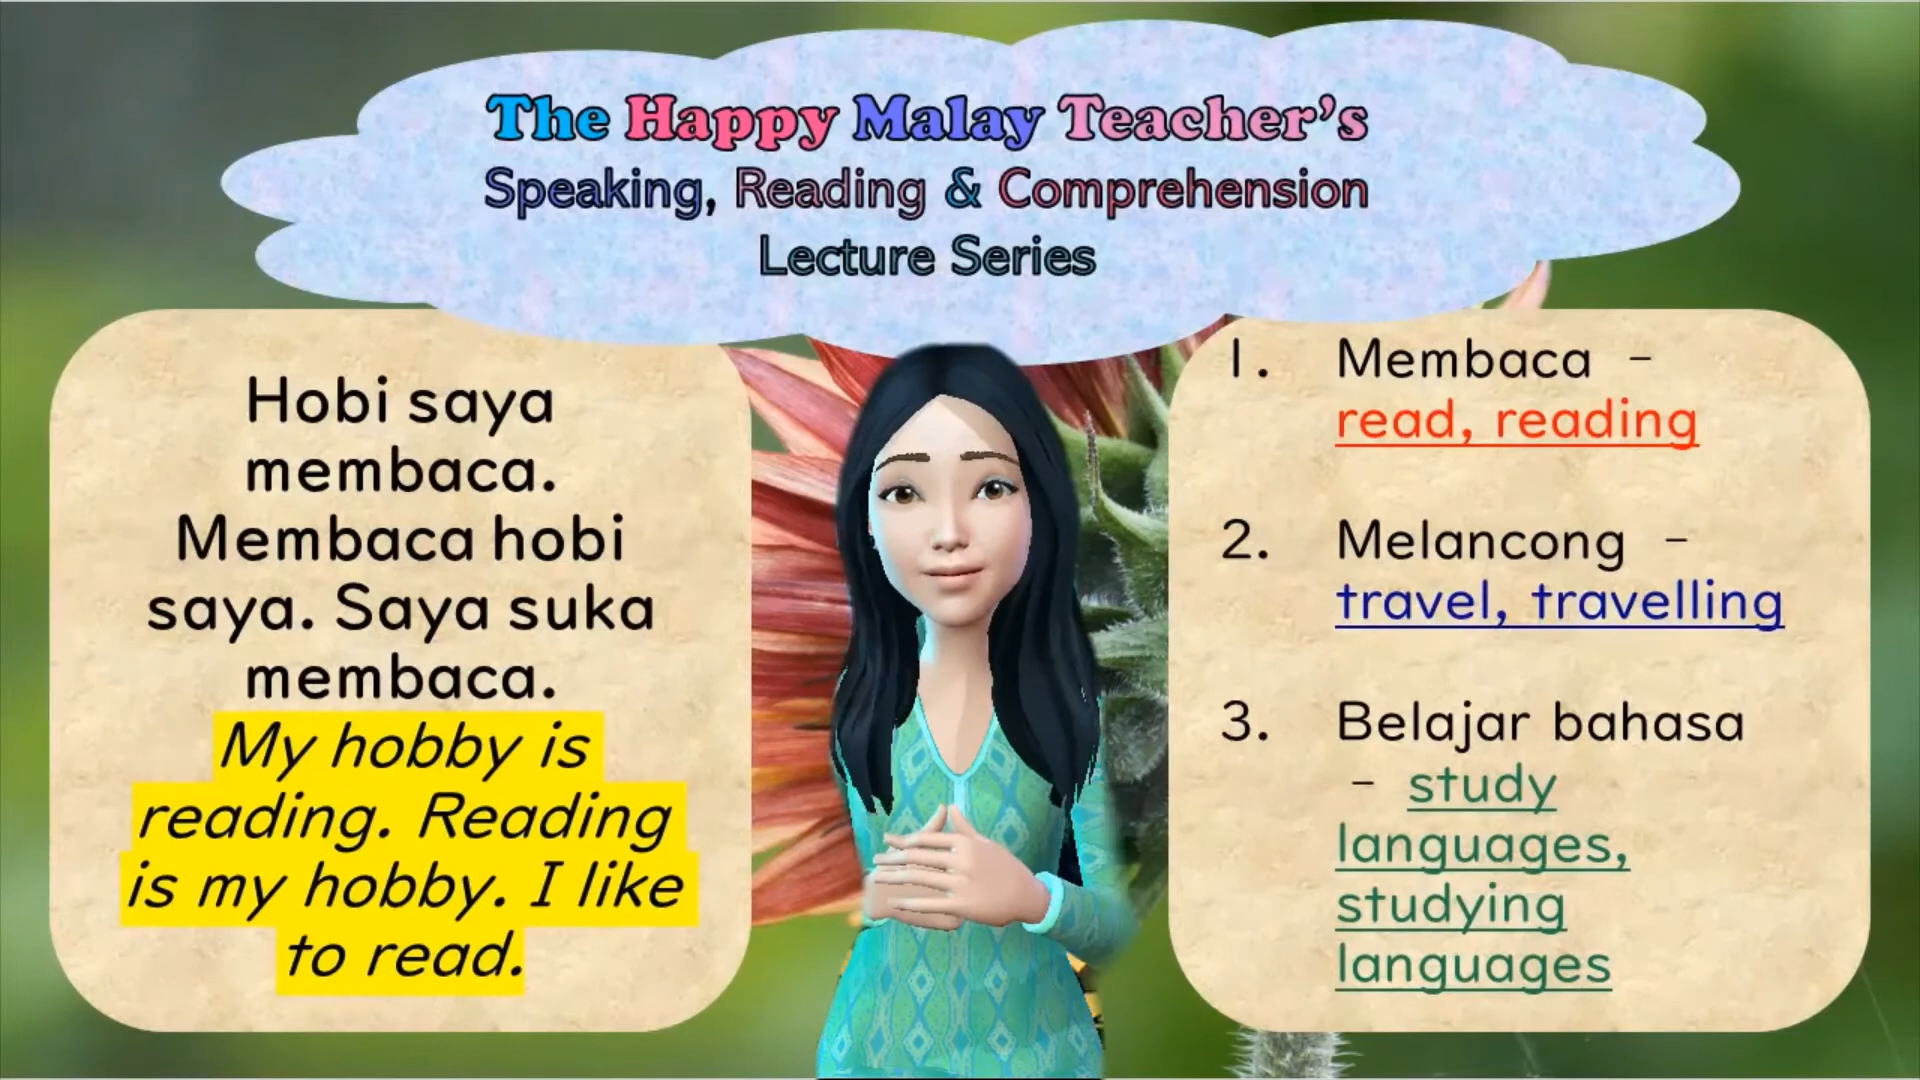 The Happy Malay Teacher's
Speaking, Reading & Comprehension
Lecture Series
Hobi saya
membaca.
Membaca hobi
saya. Saya suka
membaca.
My hobby is
reading. Reading
is my hobby. I like
to read.
1. Membaca -
read, reading
2. Melancong -
travel, travelling
3. Belajar bahasa
- study
languages,
studying
languages